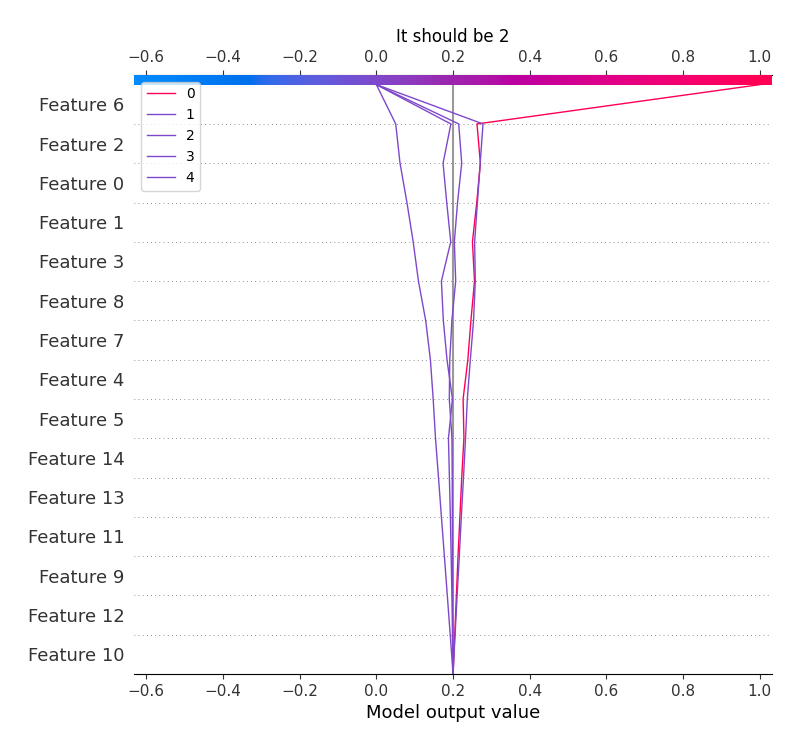 It should be 2
−0.6 −0.4 −0.2 0.0 0.2 0.4 0.6 0.8 1.0
0
1
2
3
4
Feature 6
Feature 2
Feature 0
Feature 1
Feature 3
Feature 8
Feature 7
Feature 4
Feature 5
Feature 14
Feature 13
Feature 11
Feature 9
Feature 12
Feature 10
−0.6 −0.4 −0.2 0.0 0.2 0.4 0.6 0.8 1.0
Model output value